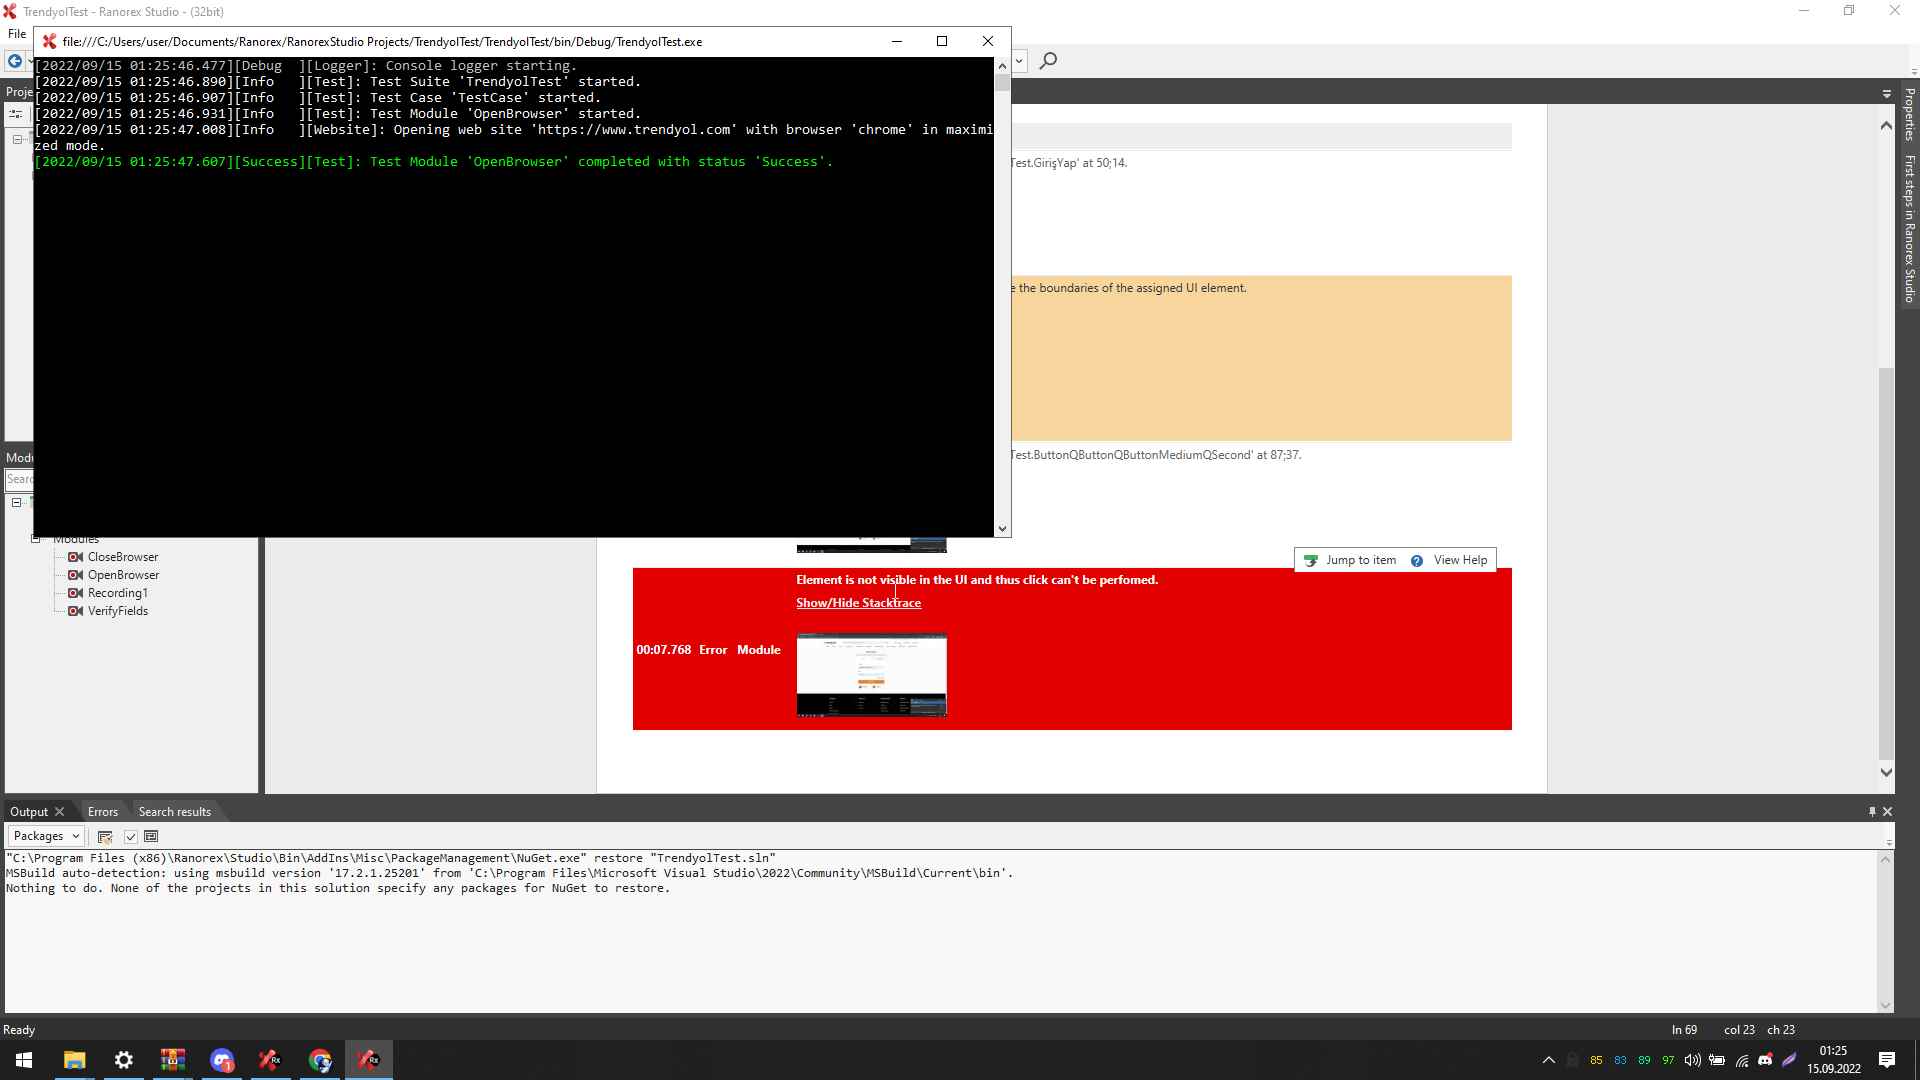 TrendyolTest - Ranorex Studio - (32bit)
File
file:///C:/Users/user/Documents/Ranorex/RanorexStudio Projects/TrendyolTest/TrendyolTest/bin/Debug/TrendyolTest.exe
[2022/09/15 01:25:46.477][Debug  ][Logger]: Console logger starting.
[2022/09/15 01:25:46.890][Info   ][Test]: Test Suite 'TrendyolTest' started.
[2022/09/15 01:25:46.907][Info   ][Test]: Test Case 'TestCase' started.
[2022/09/15 01:25:46.931][Info   ][Test]: Test Module 'OpenBrowser' started.
[2022/09/15 01:25:47.008][Info   ][Website]: Opening web site 'https://www.trendyol.com' with browser 'chrome' in maximi
zed mode.
[2022/09/15 01:25:47.607][Success][Test]: Test Module 'OpenBrowser' completed with status 'Success'.
Proje
Properties
First steps in Ranorex Studio
Test.GirişYap' at 50;14.
e the boundaries of the assigned UI element.
Test.ButtonQButtonQButtonMediumQSecond' at 87;37.
Modu
Searc
Modules
CloseBrowser
OpenBrowser
Recording1
VerifyFields
Jump to item
View Help
Element is not visible in the UI and thus click can't be perfomed.
Show/Hide Stacktrace
00:07.768 Error Module
Output
Errors
Search results
Packages
"C:\Program Files (x86)\Ranorex\Studio\Bin\AddIns\Misc\PackageManagement\NuGet.exe" restore "TrendyolTest.sln"
MSBuild auto-detection: using msbuild version '17.2.1.25201' from 'C:\Program Files\Microsoft Visual Studio\2022\Community\MSBuild\Current\bin'.
Nothing to do. None of the projects in this solution specify any packages for NuGet to restore.
Ready
ln 69
col 23
ch 23
85
83
89
97
01:25
15.09.2022